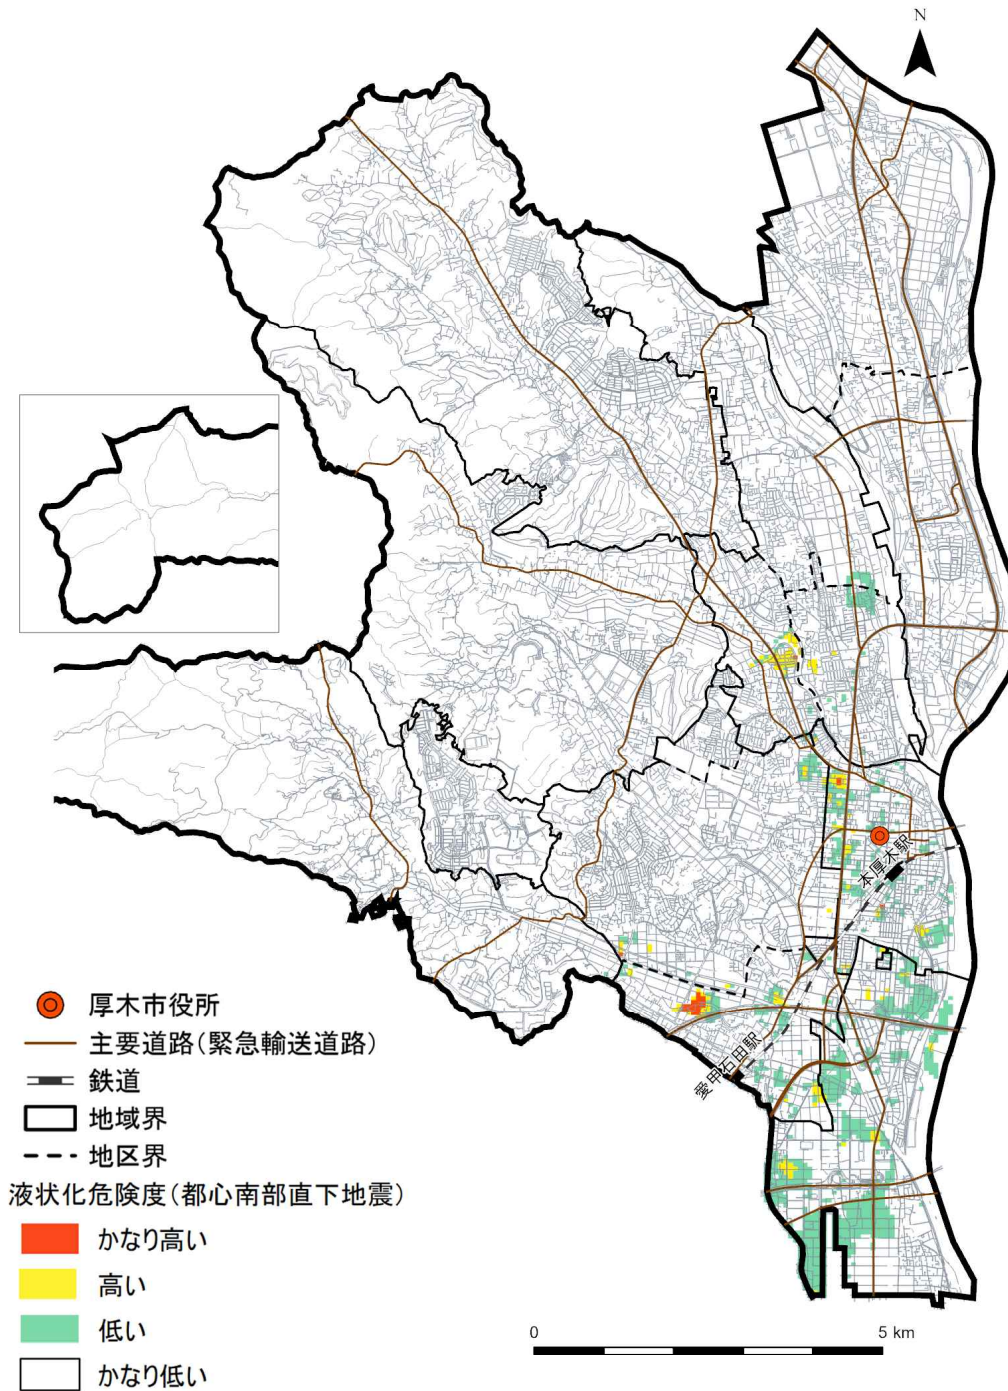 N
本厚木駅
愛甲石田駅
厚木市役所
主要道路(緊急輸送道路)
鉄道
地域界
地区界
液状化危険度(都心南部直下地震)
かなり高い
高い
低い
かなり低い
0 5 km